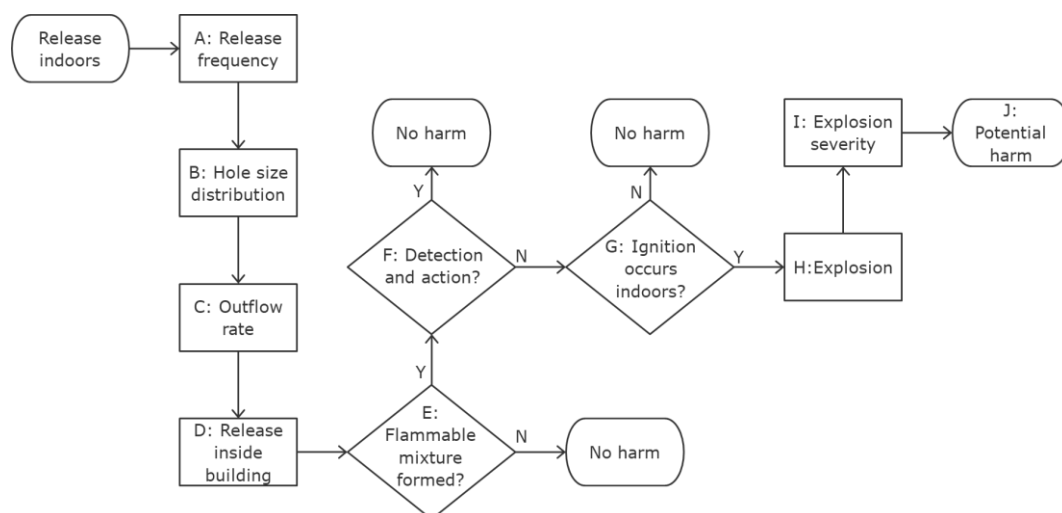 Release
indoors
A: Release
frequency
B: Hole size
distribution
C: Outflow
rate
D: Release
inside
building
E:
Flammable
mixture
formed?
N
No harm
Y
F: Detection
and action?
Y
No harm
N
G: Ignition
occurs
indoors?
N
No harm
Y
H:Explosion
I: Explosion
severity
J:
Potential
harm